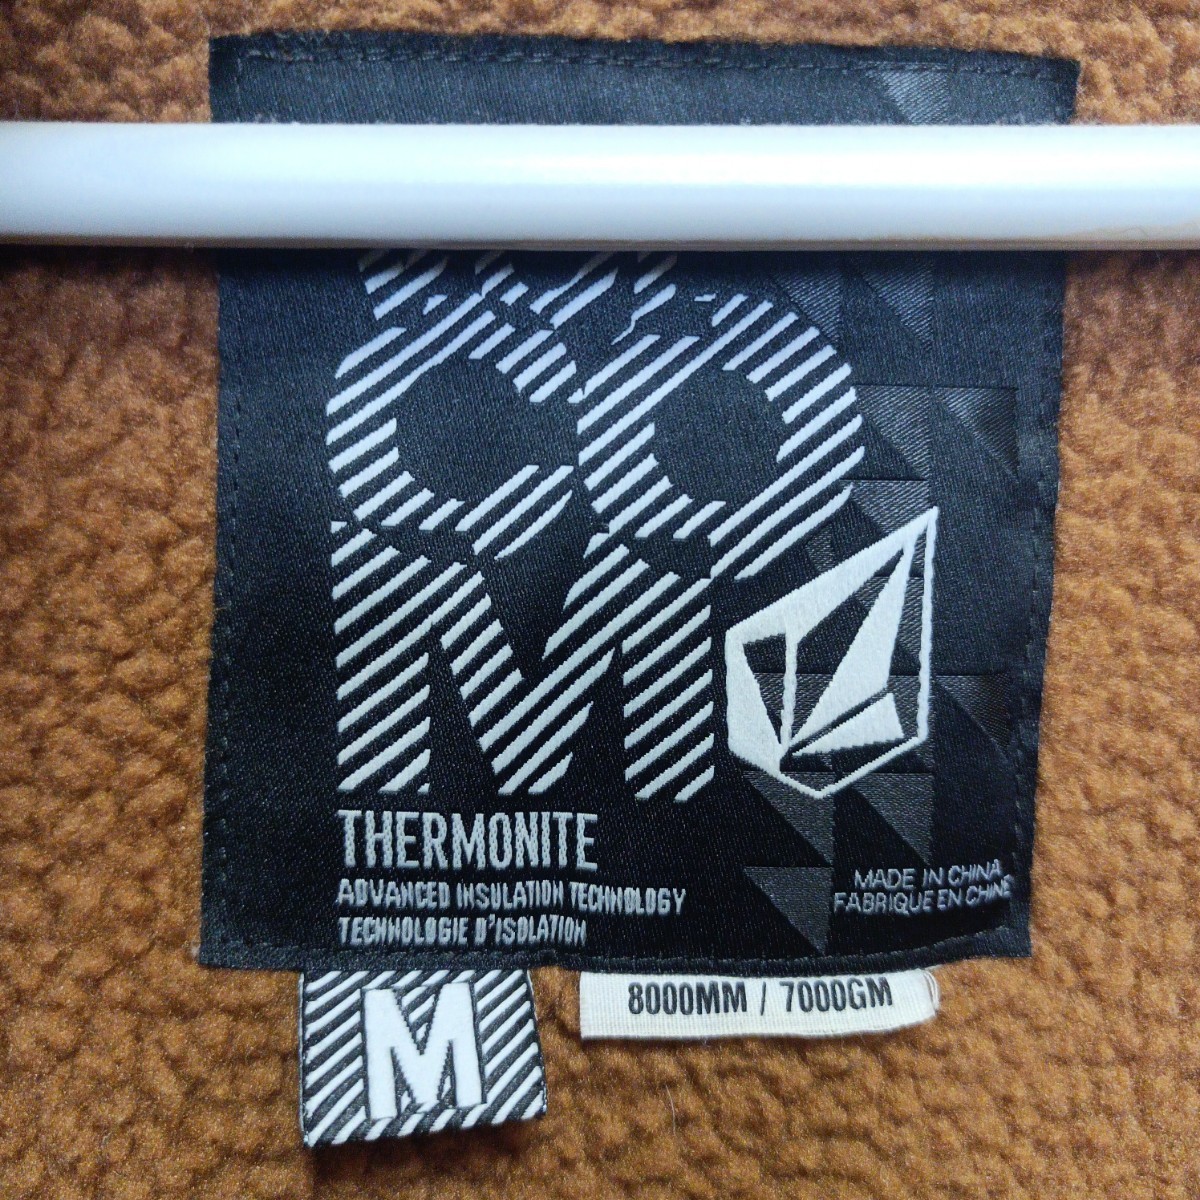 THERMONITE
ADVANCED INSULATION TECHNOLOGY
TECHNOLOGIE D'ISOLATION
MADE IN CHINA
FABRIQUE EN CHINE
M
8000MM / 7000GM